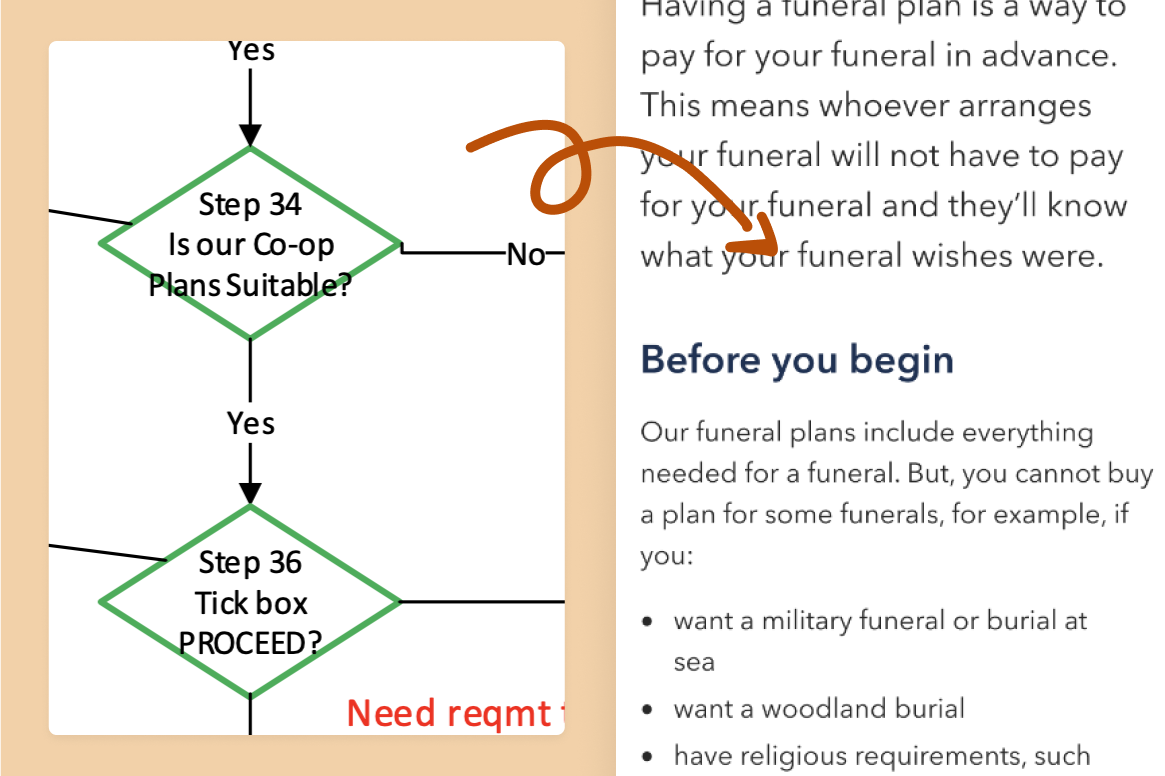 Yes
Step 34
Is our Co-op
Plans Suitable?
No
Yes
Step 36
Tick box
PROCEED?
Need reqmt
Having a funeral plan is a way to
pay for your funeral in advance.
This means whoever arranges
your funeral will not have to pay
for your funeral and they’ll know
what your funeral wishes were.
Before you begin
Our funeral plans include everything
needed for a funeral. But, you cannot buy
a plan for some funerals, for example, if
you:
• want a military funeral or burial at
sea
• want a woodland burial
• have religious requirements, such